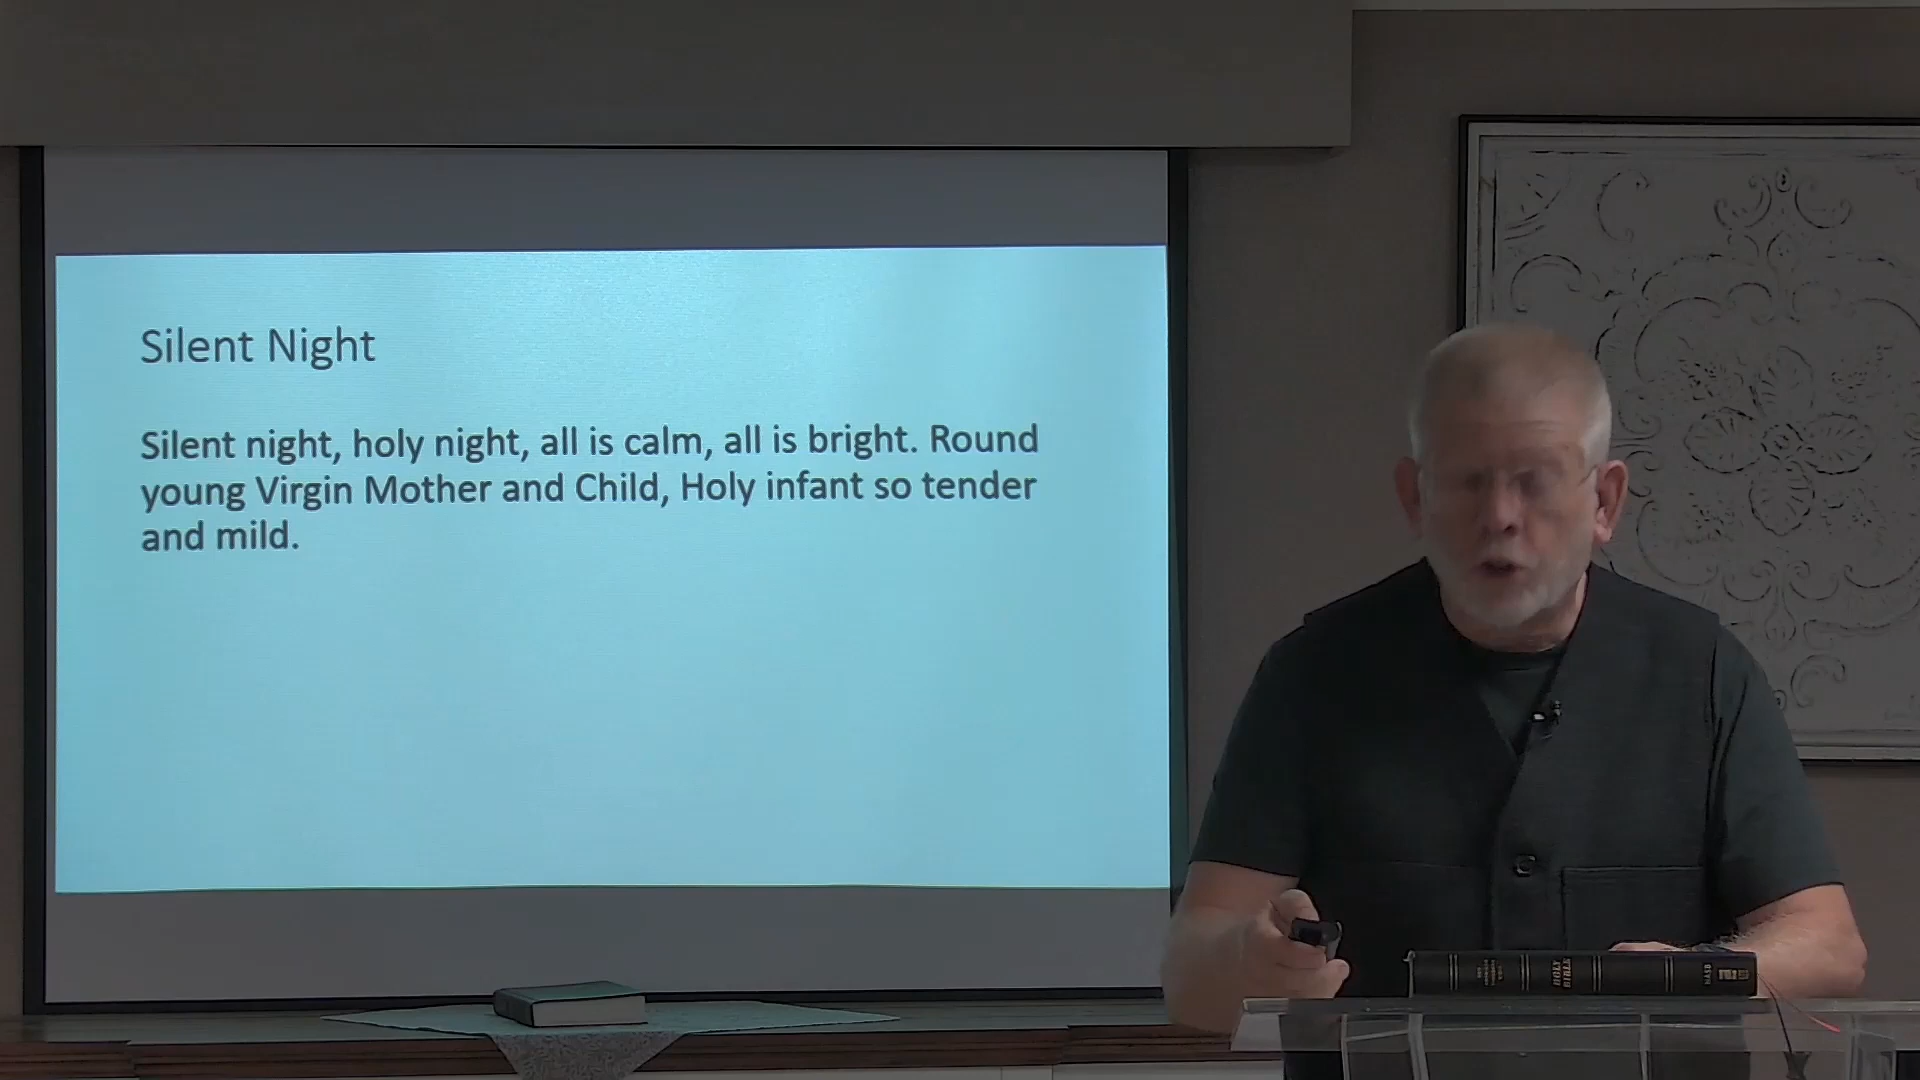 Silent Night
Silent night, holy night, all is calm, all is bright. Round
young Virgin Mother and Child, Holy infant so tender
and mild.
HOLY
BIBLE